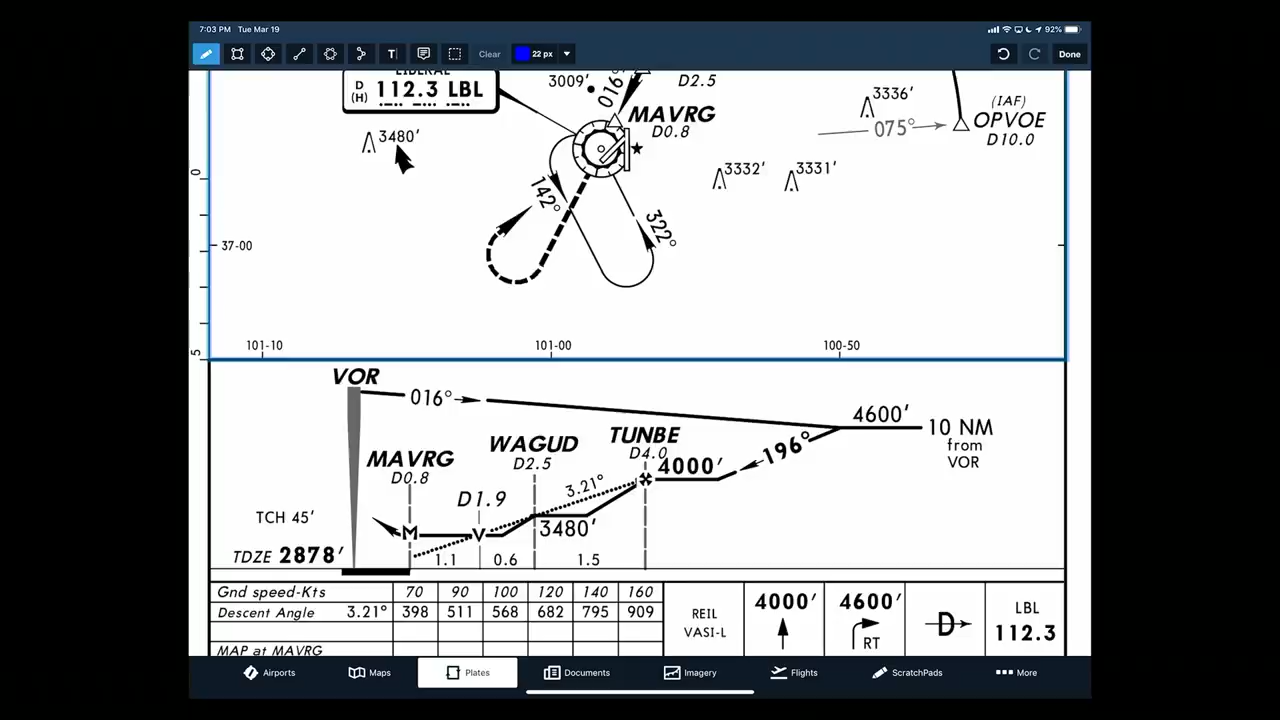 7:03 PM Tue Mar 19
92%
T
Clear
22 px
Done
LIBERAL
D
(H)
112.3 LBL
3009'
016°
D2.5
MAVRG
D0.8
3480'
3336'
075°
(IAF)
OPVOE
D10.0
3332'
3331'
142°
322°
0
37-00
5
101-10
101-00
100-50
VOR
016°
4600'
10 NM
from
VOR
196°
TUNBE
D4.0
4000'
WAGUD
D2.5
MAVRG
D0.8
D1.9
3.21°
3480'
M
V
TCH 45'
TDZE 2878'
1.1
0.6
1.5
Gnd speed-Kts 70 90 100 120 140 160
Descent Angle 3.21° 398 511 568 682 795 909
MAP at MAVRG
REIL
VASI-L
4000'
4600'
RT
D
LBL
112.3
Airports
Maps
Plates
Documents
Imagery
Flights
ScratchPads
More